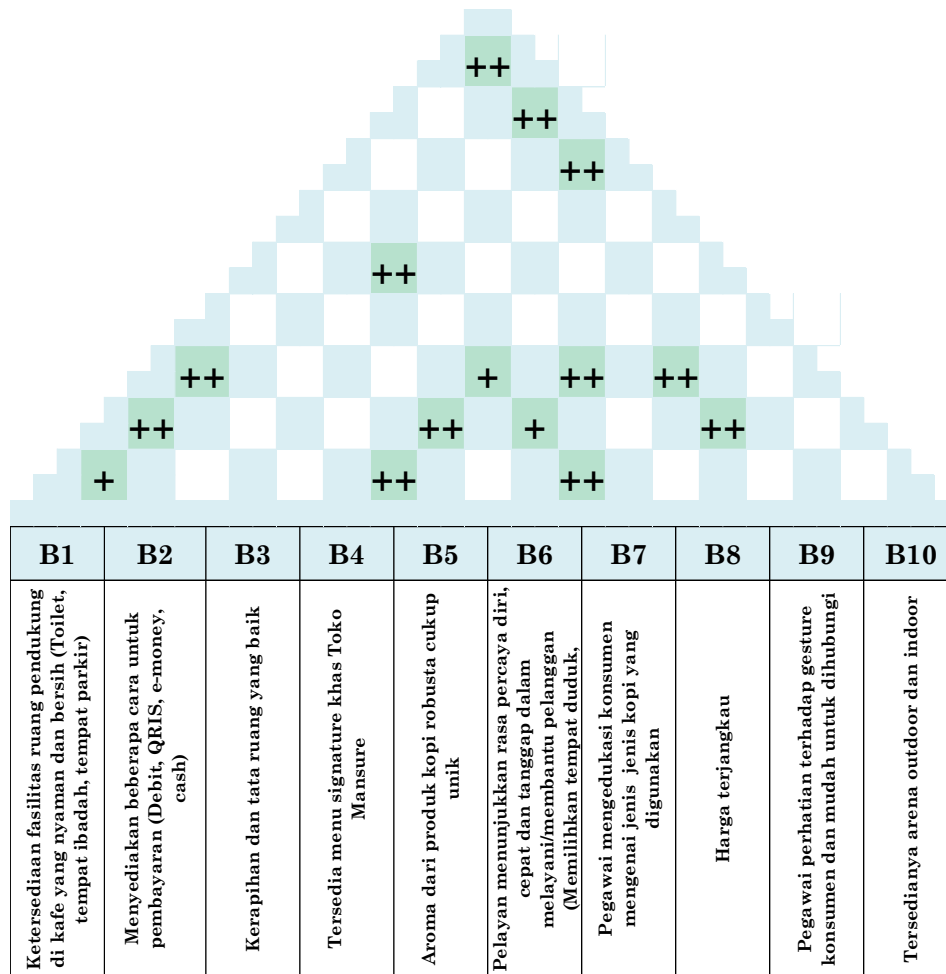 ++
++
++
++
++ + ++ ++
++ ++ + ++
+ ++ ++
B1 B2 B3 B4 B5 B6 B7 B8 B9 B10
Ketersediaan fasilitas ruang pendukung
di kafe yang nyaman dan bersih (Toilet,
tempat ibadah, tempat parkir)
Menyediakan beberapa cara untuk
pembayaran (Debit, QRIS, e-money,
cash)
Kerapihan dan tata ruang yang baik
Tersedia menu signature khas Toko
Mansure
Aroma dari produk kopi robusta cukup
unik
Pelayan menunjukkan rasa percaya diri,
cepat dan tanggap dalam
melayani/membantu pelanggan
(Memilihkan tempat duduk,
Pegawai mengedukasi konsumen
mengenai jenis jenis kopi yang
digunakan
Harga terjangkau
Pegawai perhatian terhadap gesture
konsumen dan mudah untuk dihubungi
Tersedianya arena outdoor dan indoor